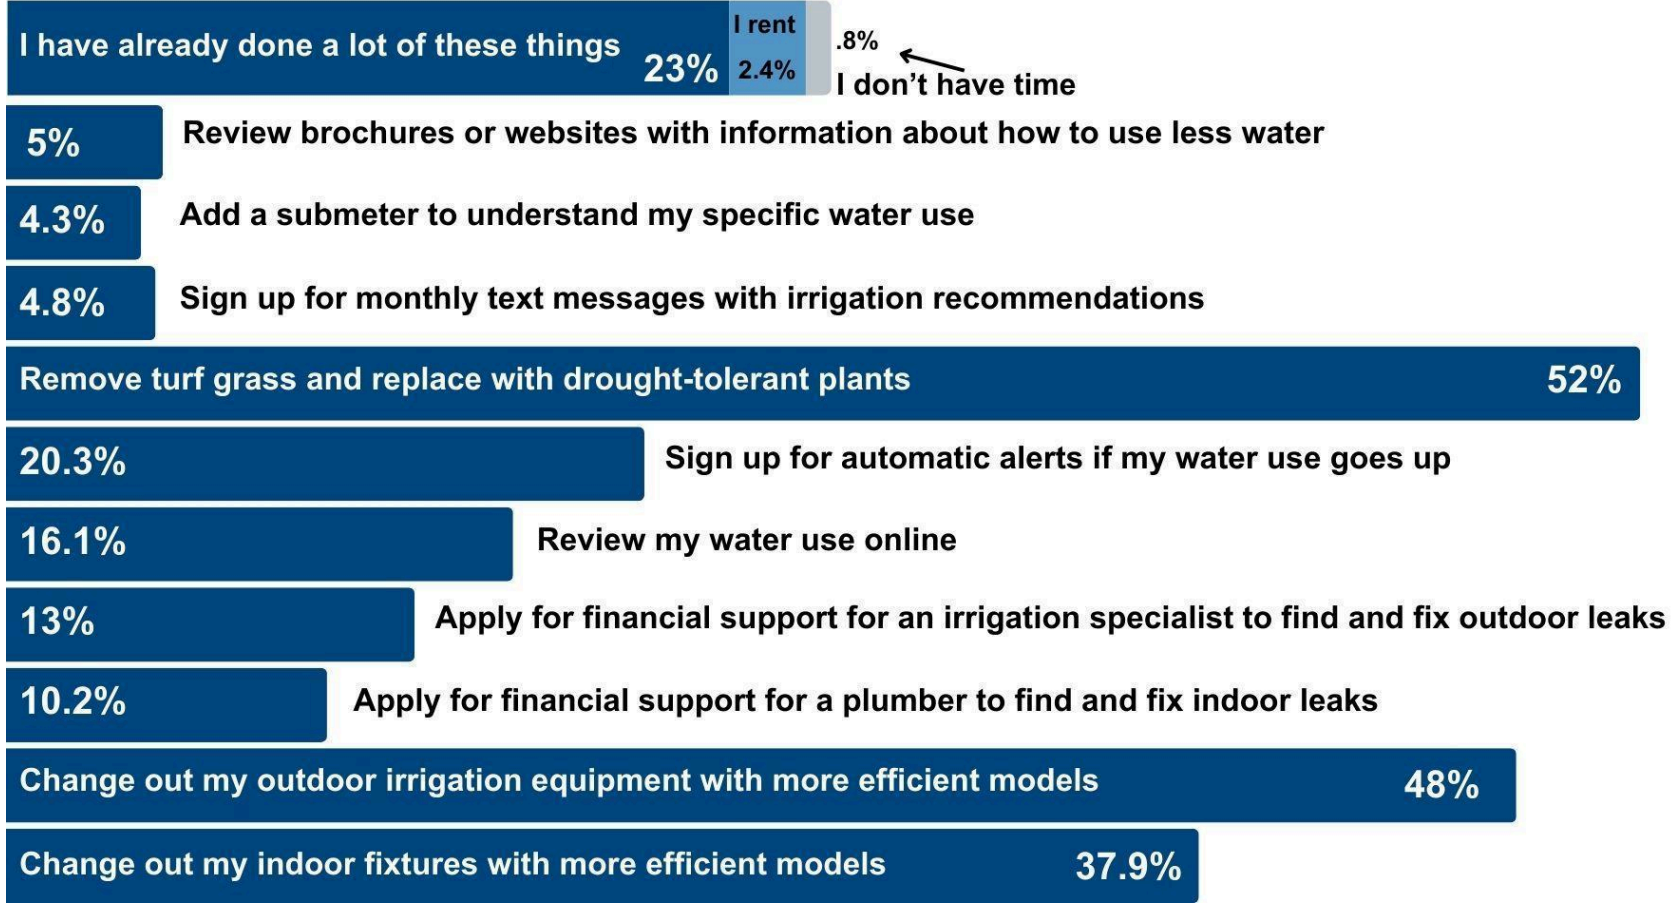 I have already done a lot of these things
23%
I rent
2.4%
.8%
I don’t have time
5%
Review brochures or websites with information about how to use less water
4.3%
Add a submeter to understand my specific water use
4.8%
Sign up for monthly text messages with irrigation recommendations
Remove turf grass and replace with drought-tolerant plants
52%
20.3%
Sign up for automatic alerts if my water use goes up
16.1%
Review my water use online
13%
Apply for financial support for an irrigation specialist to find and fix outdoor leaks
10.2%
Apply for financial support for a plumber to find and fix indoor leaks
Change out my outdoor irrigation equipment with more efficient models
48%
Change out my indoor fixtures with more efficient models
37.9%